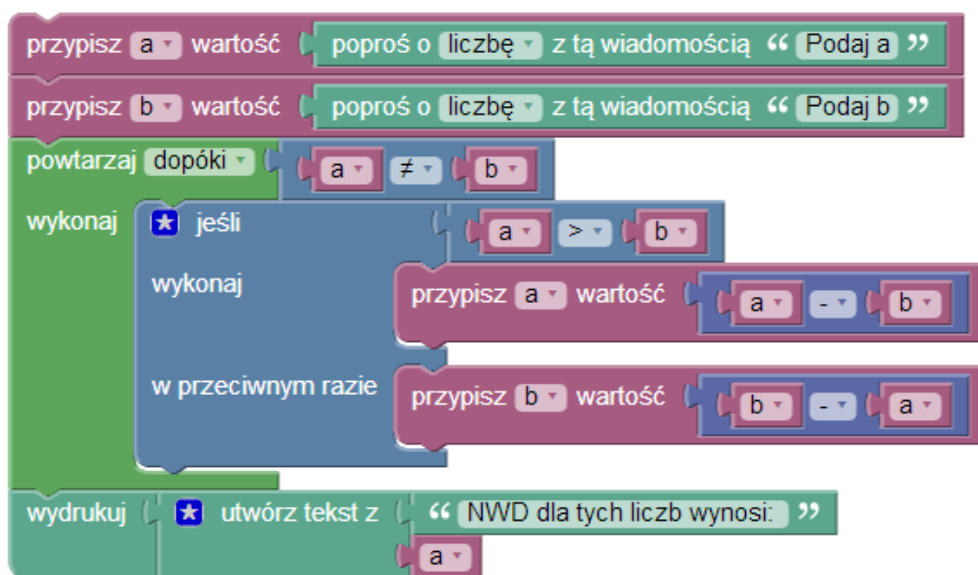 przypisz a wartość poproś o liczbę z tą wiadomością “ Podaj a ”
przypisz b wartość poproś o liczbę z tą wiadomością “ Podaj b ”
powtarzaj dopóki a ≠ b
wykonaj jeśli a > b
wykonaj przypisz a wartość a - b
w przeciwnym razie przypisz b wartość b - a
wydrukuj utwórz tekst z “ NWD dla tych liczb wynosi: ”
a